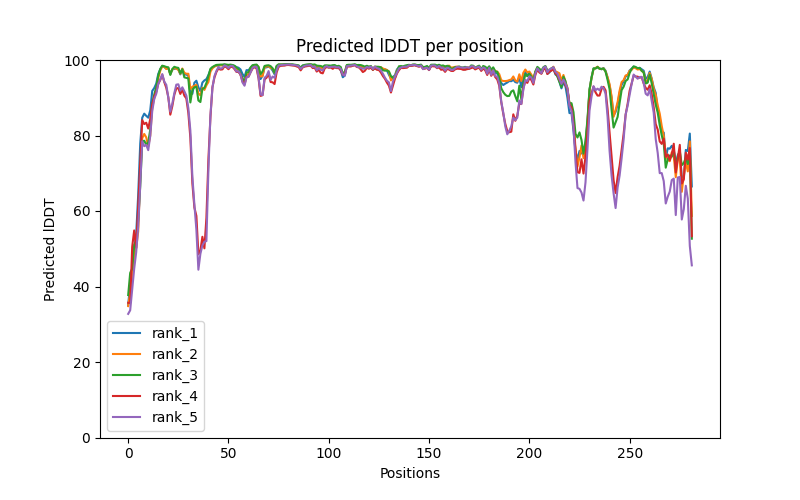 Predicted lDDT per position
100
80
60
40
20
0
Predicted lDDT
rank_1
rank_2
rank_3
rank_4
rank_5
0 50 100 150 200 250
Positions